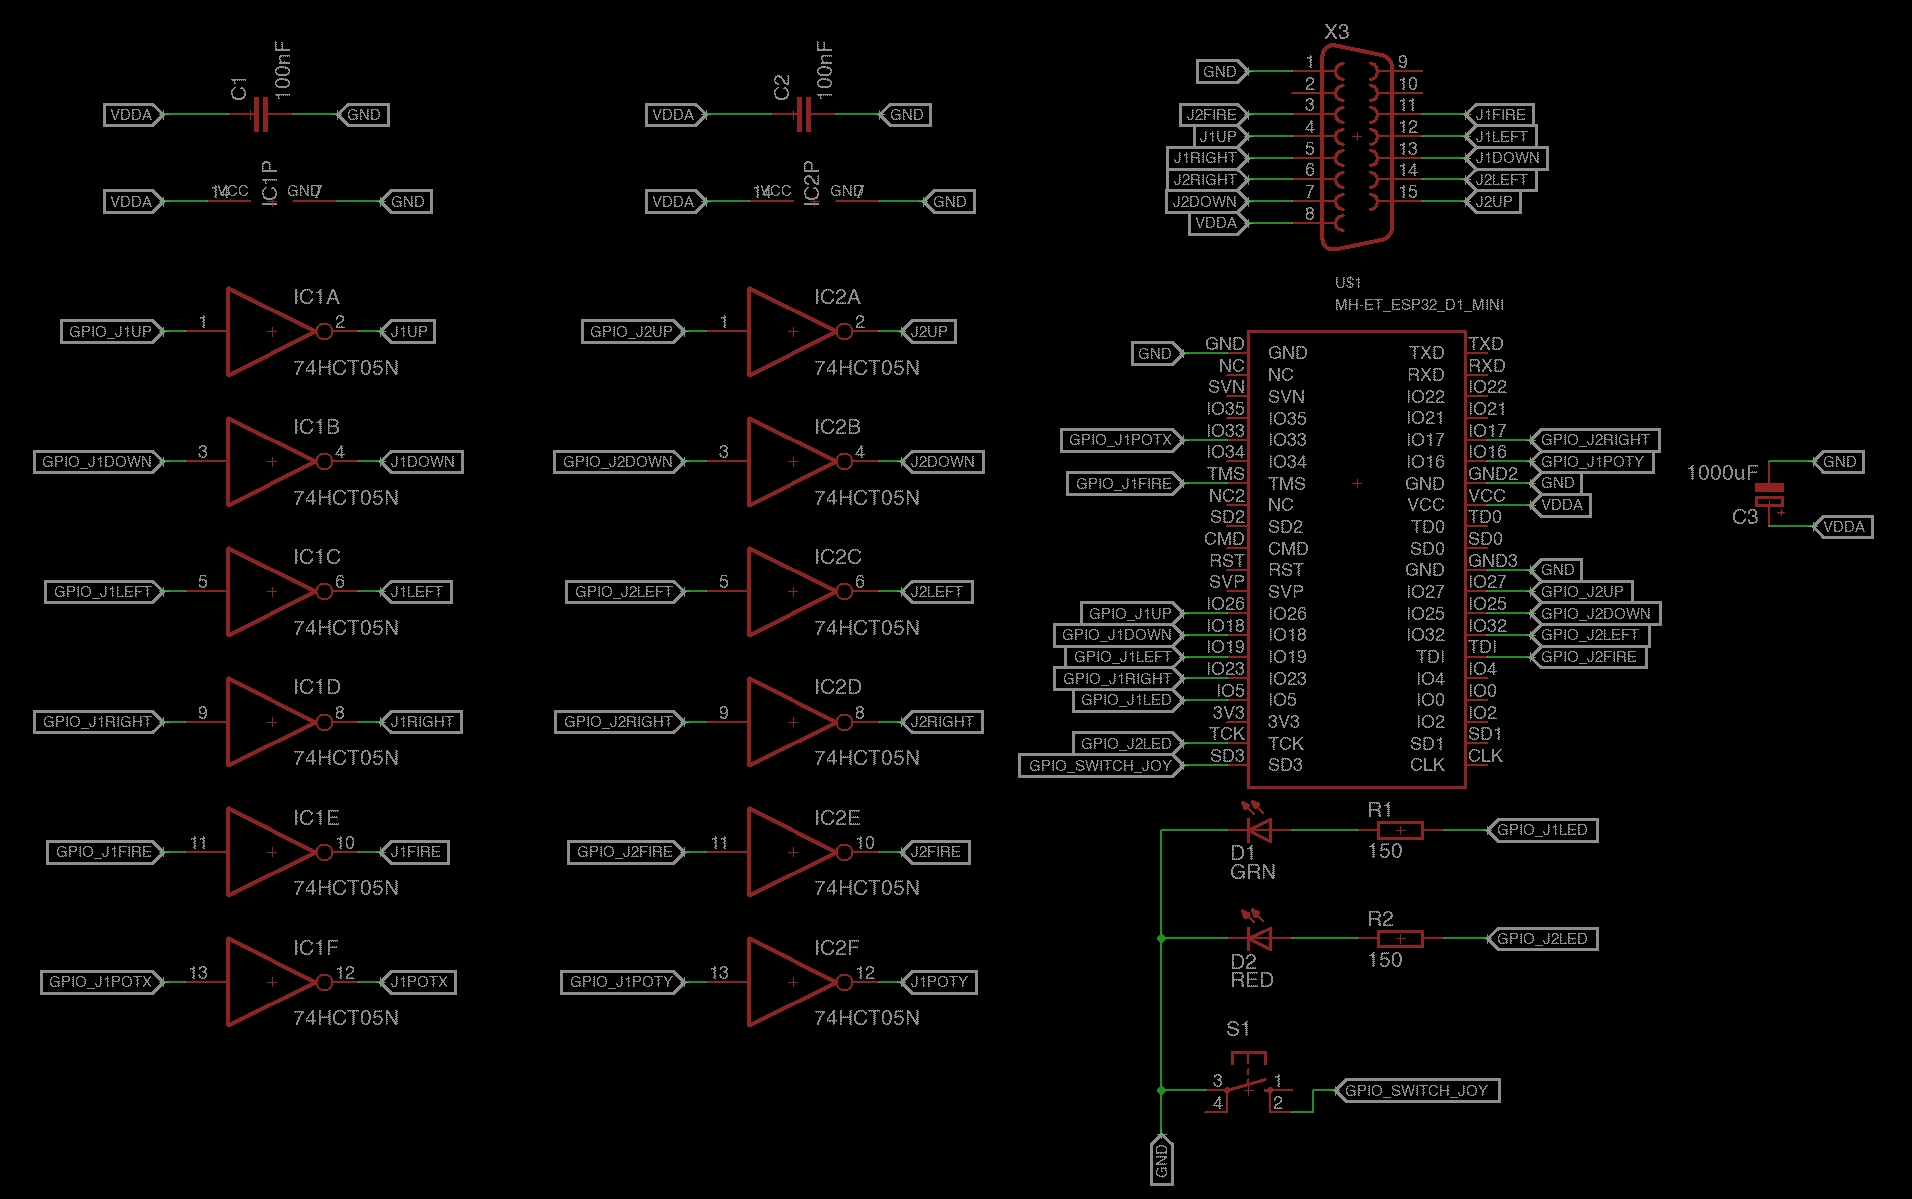 C1
100nF
VDDA
GND
IC1P
VDDA
14
VCC
GND
7
GND
C2
100nF
VDDA
GND
IC2P
VDDA
14
VCC
GND
7
GND
X3
GND 1 9
2 10
J2FIRE 3 11 J1FIRE
J1UP 4 12 J1LEFT
J1RIGHT 5 13 J1DOWN
J2RIGHT 6 14 J2LEFT
J2DOWN 7 15 J2UP
VDDA 8
IC1A
GPIO_J1UP 1 2 J1UP
74HCT05N
IC1B
GPIO_J1DOWN 3 4 J1DOWN
74HCT05N
IC1C
GPIO_J1LEFT 5 6 J1LEFT
74HCT05N
IC1D
GPIO_J1RIGHT 9 8 J1RIGHT
74HCT05N
IC1E
GPIO_J1FIRE 11 10 J1FIRE
74HCT05N
IC1F
GPIO_J1POTX 13 12 J1POTX
74HCT05N
IC2A
GPIO_J2UP 1 2 J2UP
74HCT05N
IC2B
GPIO_J2DOWN 3 4 J2DOWN
74HCT05N
IC2C
GPIO_J2LEFT 5 6 J2LEFT
74HCT05N
IC2D
GPIO_J2RIGHT 9 8 J2RIGHT
74HCT05N
IC2E
GPIO_J2FIRE 11 10 J2FIRE
74HCT05N
IC2F
GPIO_J1POTY 13 12 J1POTY
74HCT05N
U$1
MH-ET_ESP32_D1_MINI
GND GND GND TXD TXD
NC NC RXD RXD
SVN SVN IO22 IO22
IO35 IO35 IO21 IO21
GPIO_J1POTX IO33 IO33 IO17 IO17 GPIO_J2RIGHT
IO34 IO34 IO16 IO16 GPIO_J1POTY
GPIO_J1FIRE TMS TMS GND GND2 GND
NC2 NC VCC VCC VDDA
SD2 SD2 TD0 TD0
CMD CMD SD0 SD0
RST RST GND GND3 GND
SVP SVP IO27 IO27 GPIO_J2UP
GPIO_J1UP IO26 IO26 IO25 IO25 GPIO_J2DOWN
GPIO_J1DOWN IO18 IO18 IO32 IO32 GPIO_J2LEFT
GPIO_J1LEFT IO19 IO19 TDI TDI GPIO_J2FIRE
GPIO_J1RIGHT IO23 IO23 IO4 IO4
GPIO_J1LED IO5 IO5 IO0 IO0
3V3 3V3 IO2 IO2
GPIO_J2LED TCK TCK SD1 SD1
GPIO_SWITCH_JOY SD3 SD3 CLK CLK
1000uF
C3
GND
VDDA
D1
GRN
R1
150
GPIO_J1LED
D2
RED
R2
150
GPIO_J2LED
S1
3 1
4 2
GPIO_SWITCH_JOY
GND